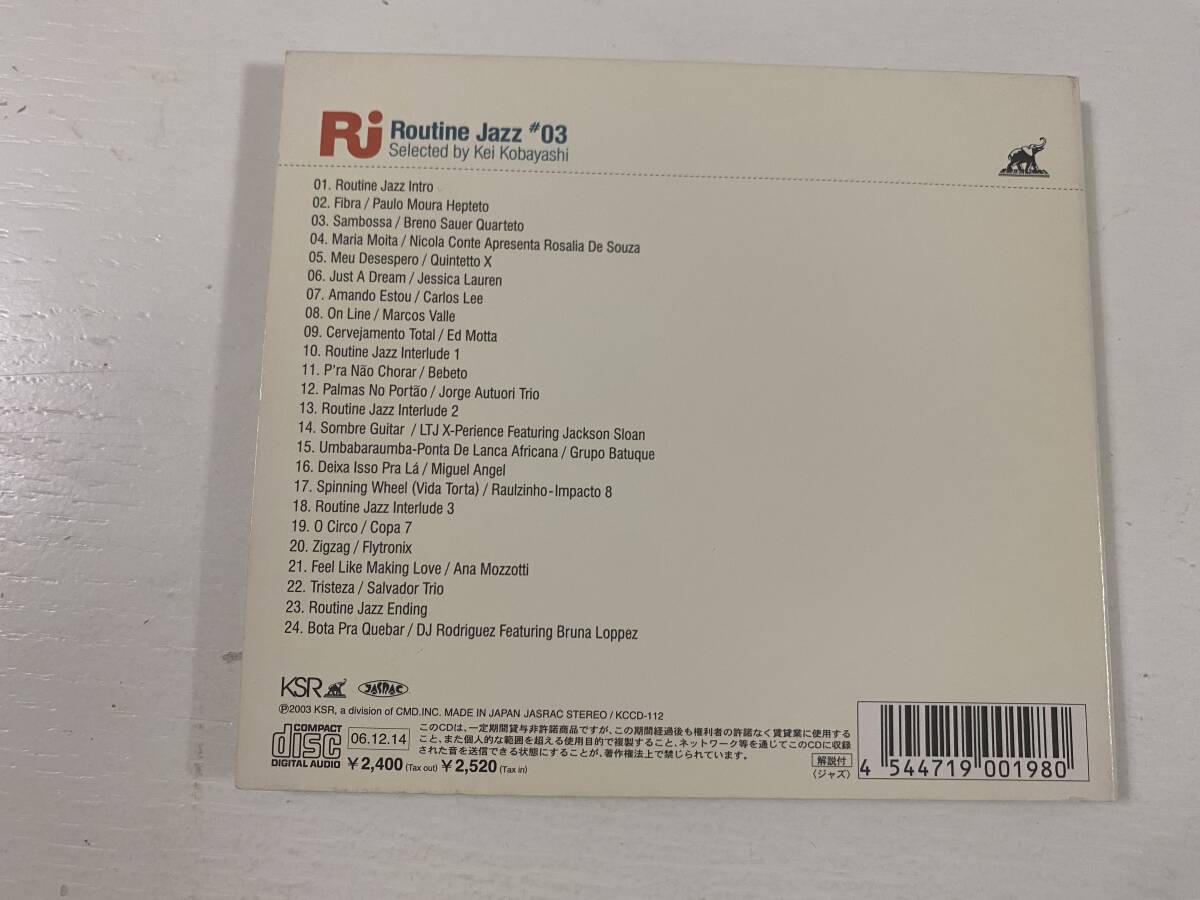 Rj Routine Jazz #03
Selected by Kei Kobayashi
01. Routine Jazz Intro
02. Fibra / Paulo Moura Hepteto
03. Sambossa / Breno Sauer Quarteto
04. Maria Moita / Nicola Conte Apresenta Rosalia De Souza
05. Meu Desespero / Quintetto X
06. Just A Dream / Jessica Lauren
07. Amando Estou / Carlos Lee
08. On Line / Marcos Valle
09. Cervejamento Total / Ed Motta
10. Routine Jazz Interlude 1
11. P'ra Não Chorar / Bebeto
12. Palmas No Portão / Jorge Autuori Trio
13. Routine Jazz Interlude 2
14. Sombre Guitar / LTJ X-Perience Featuring Jackson Sloan
15. Umbabaraumba-Ponta De Lanca Africana / Grupo Batuque
16. Deixa Isso Pra Lá / Miguel Angel
17. Spinning Wheel (Vida Torta) / Raulzinho-Impacto 8
18. Routine Jazz Interlude 3
19. O Circo / Copa 7
20. Zigzag / Flytronix
21. Feel Like Making Love / Ana Mozzotti
22. Tristeza / Salvador Trio
23. Routine Jazz Ending
24. Bota Pra Quebar / DJ Rodriguez Featuring Bruna Loppez
KSR JASRAC
℗2003 KSR, a division of CMD.INC. MADE IN JAPAN JASRAC STEREO / KCCD-112
COMPACT disc DIGITAL AUDIO
06.12.14
¥2,400 (Tax out) ¥2,520 (Tax in)
このCDは、一定期間貸与非許諾商品ですが、この期間経過後も権利者の許諾なく賃貸業に使用する
こと、また個人的な範囲を超える使用目的で複製すること、ネットワーク等を通じてこのCDに収録
された音を送信できる状態にすることが、著作権法上で禁じられています。
解説付
〈ジャズ〉
4 544719 001980